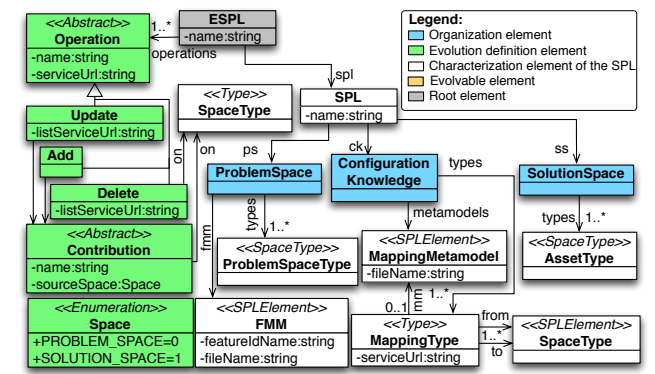 <<Abstract>>
Operation
-name:string
-serviceUrl:string
1..*
operations
ESPL
-name:string
Legend:
Organization element
Evolution definition element
Characterization element of the SPL
Evolvable element
Root element
spl
<<Type>>
SpaceType
SPL
-name:string
Update
-listServiceUrl:string
Add
on
on
Delete
-listServiceUrl:string
ps
ck
types
ss
ProblemSpace
Configuration
Knowledge
SolutionSpace
types
1..*
fmm
metamodels
types
1..*
<<Abstract>>
Contribution
-name:string
-sourceSpace:Space
<<SpaceType>>
ProblemSpaceType
<<SPLElement>>
MappingMetamodel
-fileName:string
<<SpaceType>>
AssetType
0..1
mm
1..*
<<Enumeration>>
Space
+PROBLEM_SPACE=0
+SOLUTION_SPACE=1
<<SPLElement>>
FMM
-featureIdName:string
-fileName:string
<<Type>>
MappingType
-serviceUrl:string
from
1..*
to
<<SPLElement>>
SpaceType